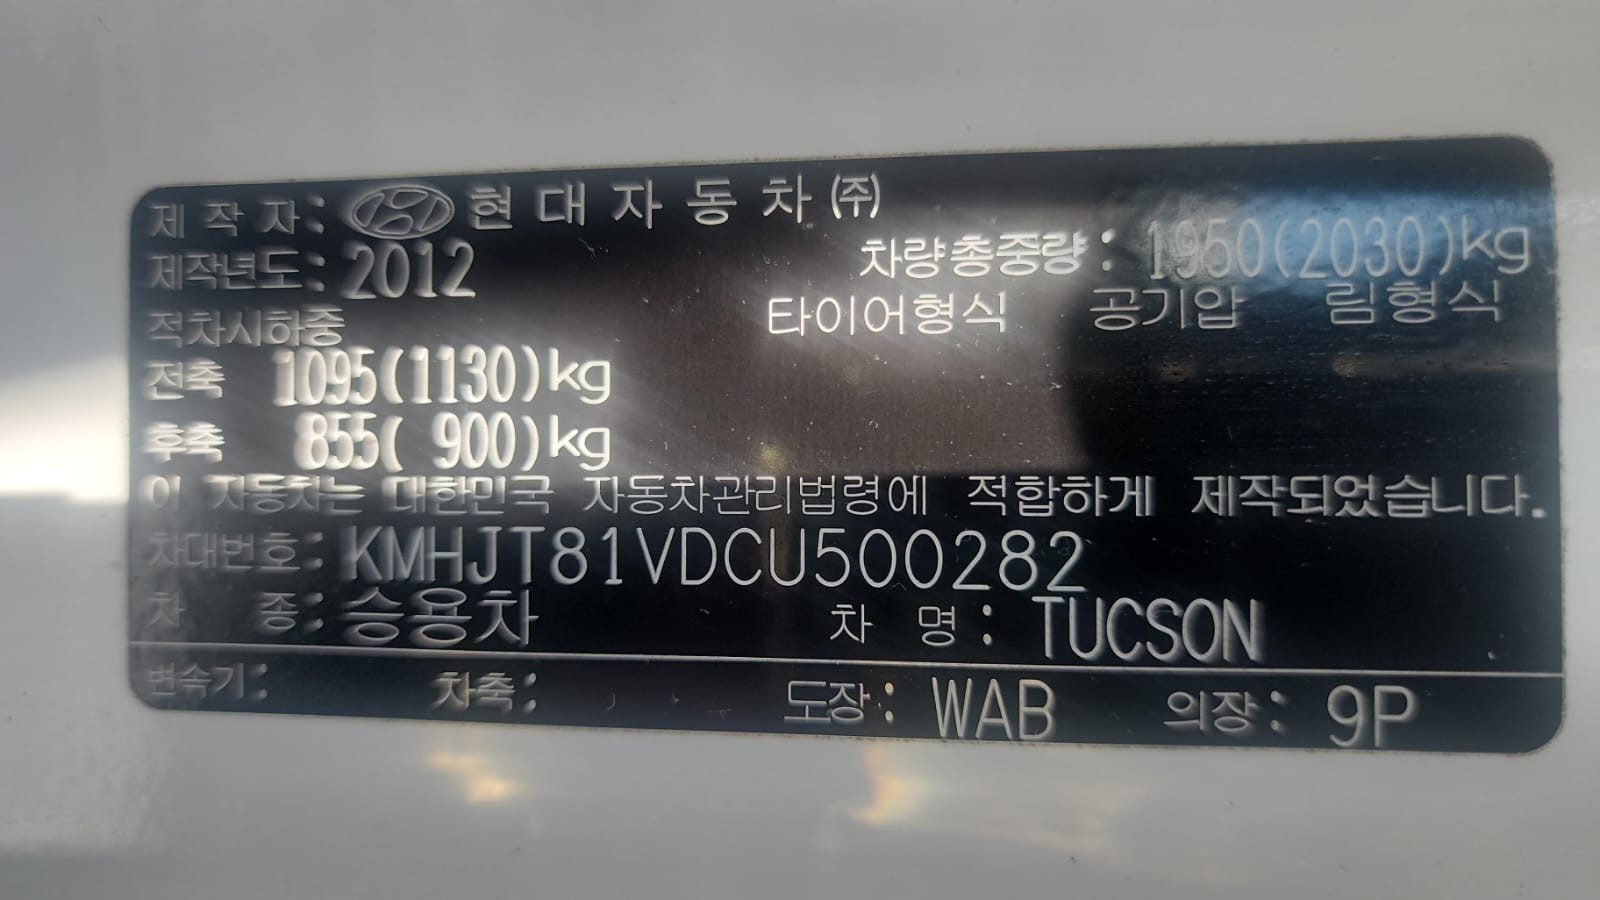 제작자: 현대자동차(주)
제작년도: 2012 차량총중량: 1950(2030)kg
적차시하중 타이어형식 공기압 림형식
전축 1095(1130)kg
후축 855( 900)kg
이 자동차는 대한민국 자동차관리법령에 적합하게 제작되었습니다.
차대번호: KMHJT81VDCU500282
차 종: 승용차 차 명: TUCSON
변속기: 차축: 도장: WAB 의장: 9P